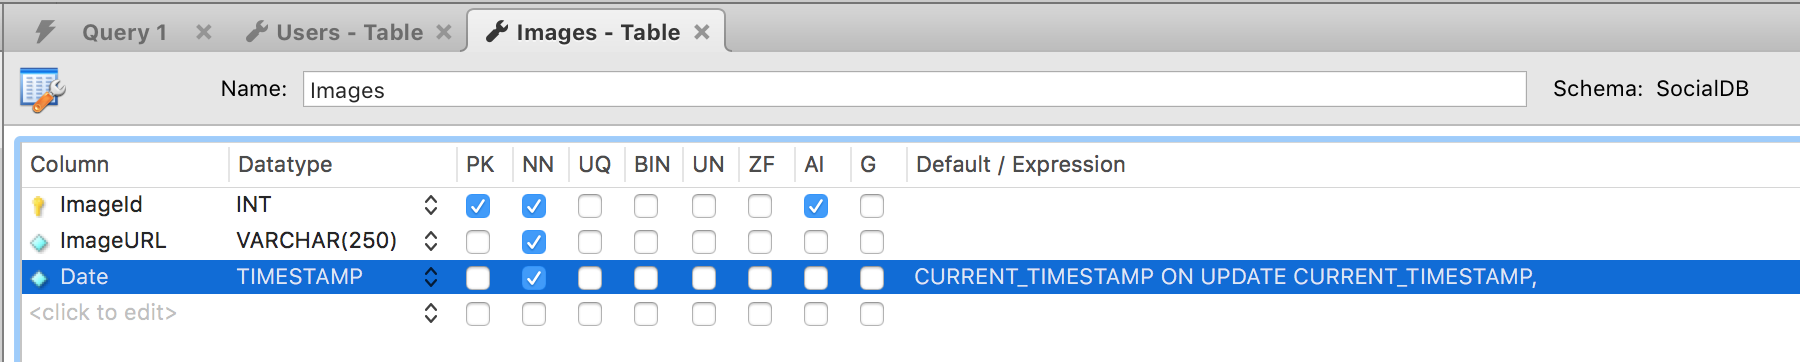 Query 1 Users - Table Images - Table
Name: Images Schema: SocialDB
Column Datatype PK NN UQ BIN UN ZF AI G Default / Expression
ImageId INT
ImageURL VARCHAR(250)
Date TIMESTAMP CURRENT_TIMESTAMP ON UPDATE CURRENT_TIMESTAMP,
<click to edit>